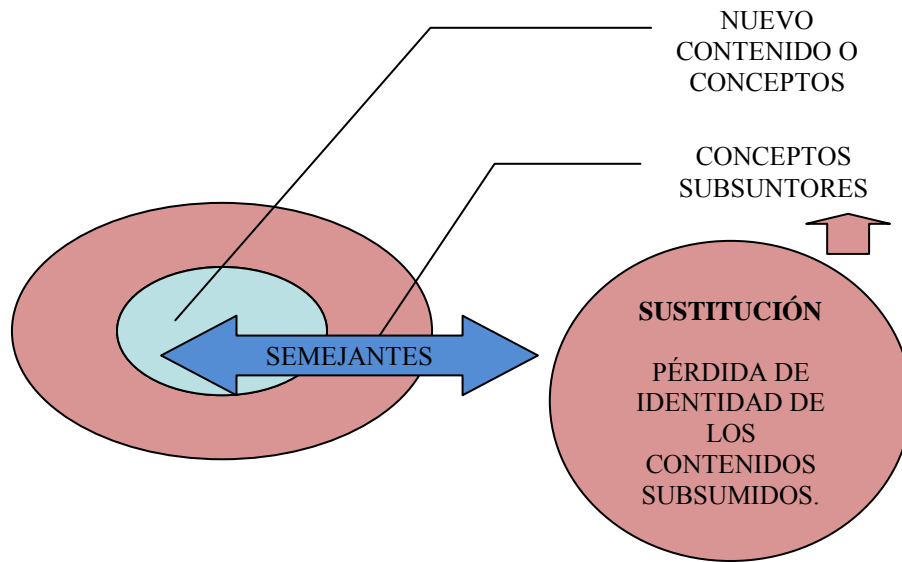 NUEVO
CONTENIDO O
CONCEPTOS
CONCEPTOS
SUBSUNTORES
SEMEJANTES
SUSTITUCIÓN
PÉRDIDA DE
IDENTIDAD DE
LOS
CONTENIDOS
SUBSUMIDOS.